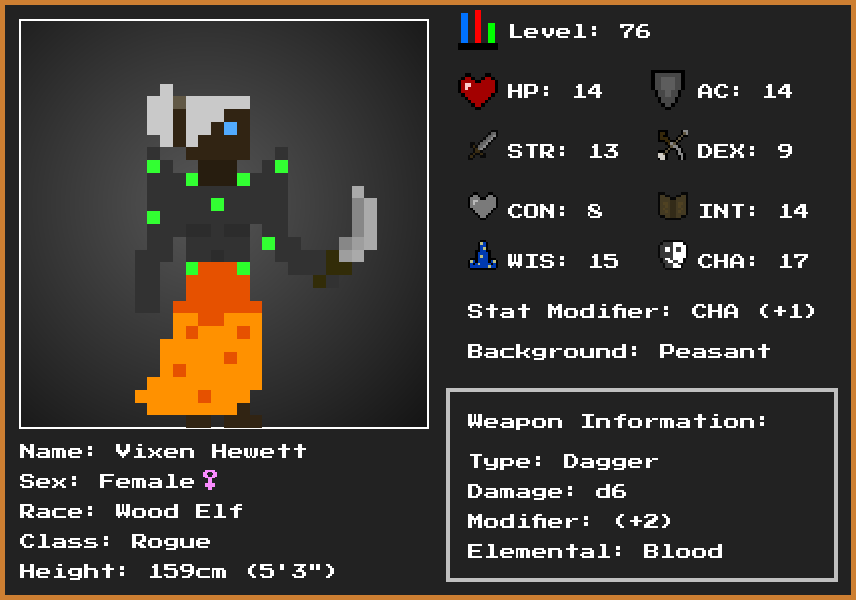 Level: 76
HP: 14
AC: 14
STR: 13
DEX: 9
CON: 8
INT: 14
WIS: 15
CHA: 17
Stat Modifier: CHA (+1)
Background: Peasant
Name: Vixen Hewett
Sex: Female♀
Race: Wood Elf
Class: Rogue
Height: 159cm (5'3")
Weapon Information:
Type: Dagger
Damage: d6
Modifier: (+2)
Elemental: Blood